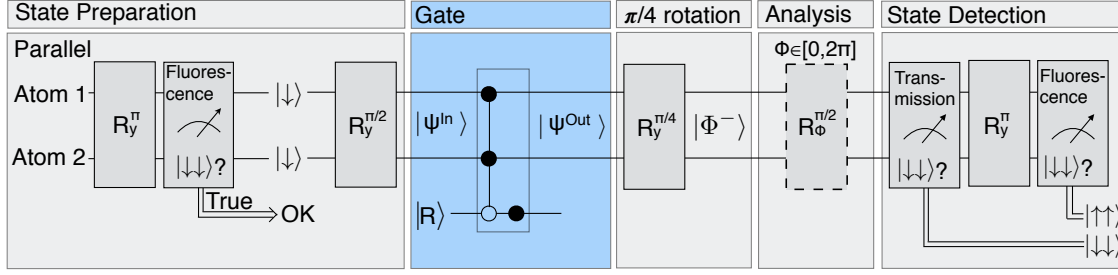 State Preparation
Gate
π/4 rotation
Analysis
State Detection
Parallel
Φ∈[0,2π]
Atom 1
Atom 2
R_y^π
Fluores-
cence
|↓↓⟩?
True
OK
|↓⟩
|↓⟩
R_y^{π/2}
|ψ^{In}⟩
|ψ^{Out}⟩
|R⟩
R_y^{π/4}
|Φ⁻⟩
R_Φ^{π/2}
Trans-
mission
|↓↓⟩?
R_y^π
Fluores-
cence
|↓↓⟩?
|↑↑⟩
|↓↓⟩